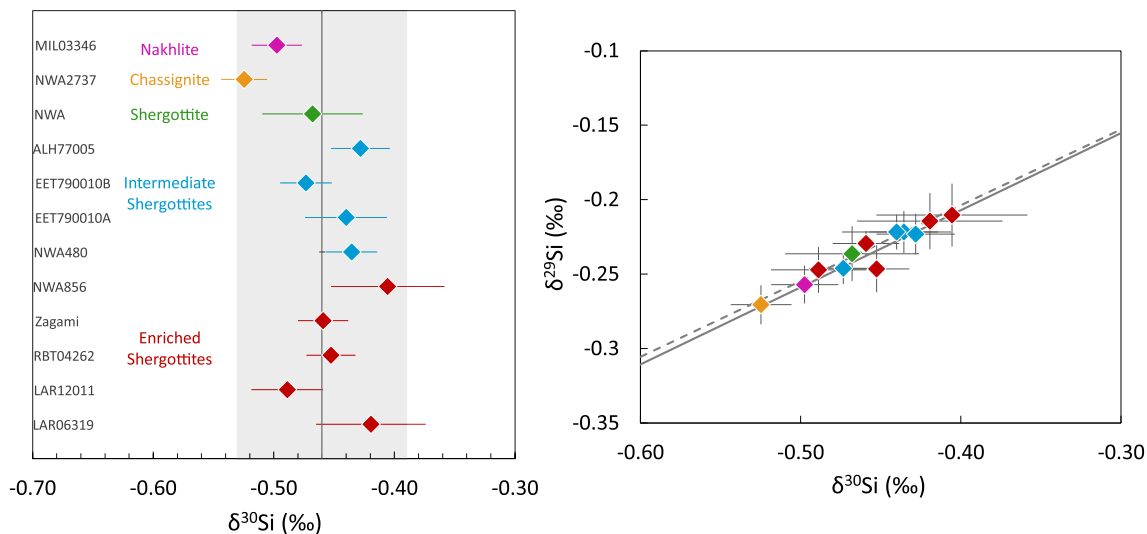 MIL03346
Nakhlite
NWA2737
Chassignite
NWA
Shergottite
ALH77005
EET790010B
Intermediate
Shergottites
EET790010A
NWA480
NWA856
Zagami
Enriched
Shergottites
RBT04262
LAR12011
LAR06319
-0.70 -0.60 -0.50 -0.40 -0.30
δ³⁰Si (‰)
-0.1
-0.15
-0.2
-0.25
-0.3
-0.35
δ²⁹Si (‰)
-0.60 -0.50 -0.40 -0.30
δ³⁰Si (‰)